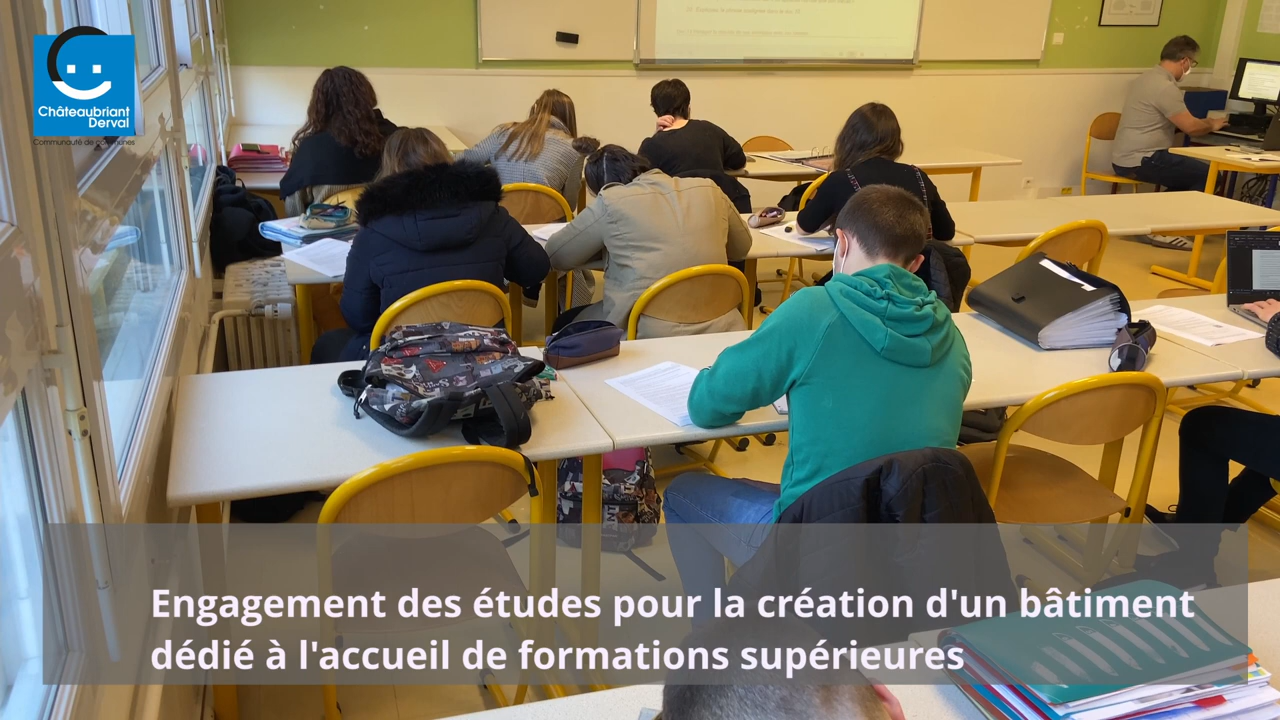 Châteaubriant
Derval
Communauté de communes
Engagement des études pour la création d'un bâtiment
dédié à l'accueil de formations supérieures